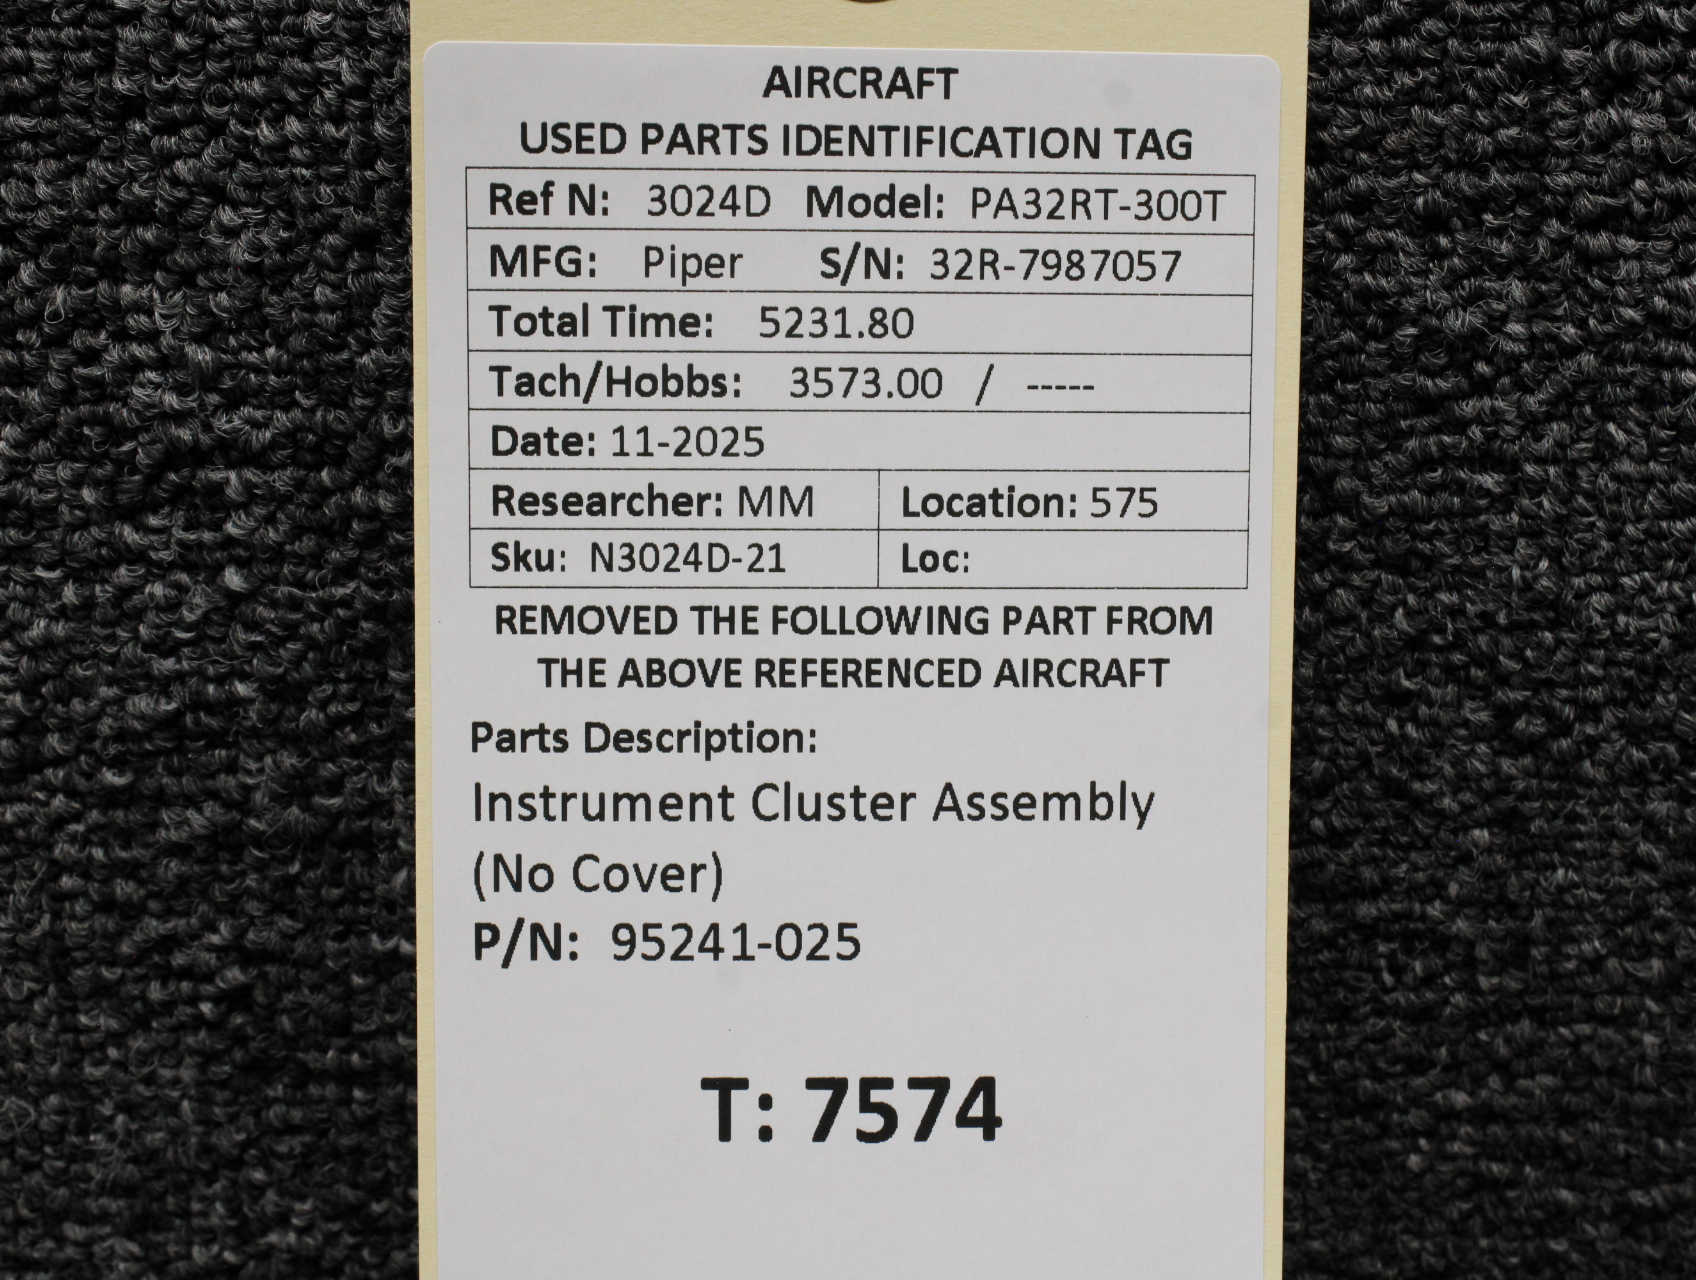 AIRCRAFT
USED PARTS IDENTIFICATION TAG
Ref N: 3024D Model: PA32RT-300T
MFG: Piper S/N: 32R-7987057
Total Time: 5231.80
Tach/Hobbs: 3573.00 / -----
Date: 11-2025
Researcher: MM Location: 575
Sku: N3024D-21 Loc:
REMOVED THE FOLLOWING PART FROM
THE ABOVE REFERENCED AIRCRAFT
Parts Description:
Instrument Cluster Assembly
(No Cover)
P/N: 95241-025
T: 7574